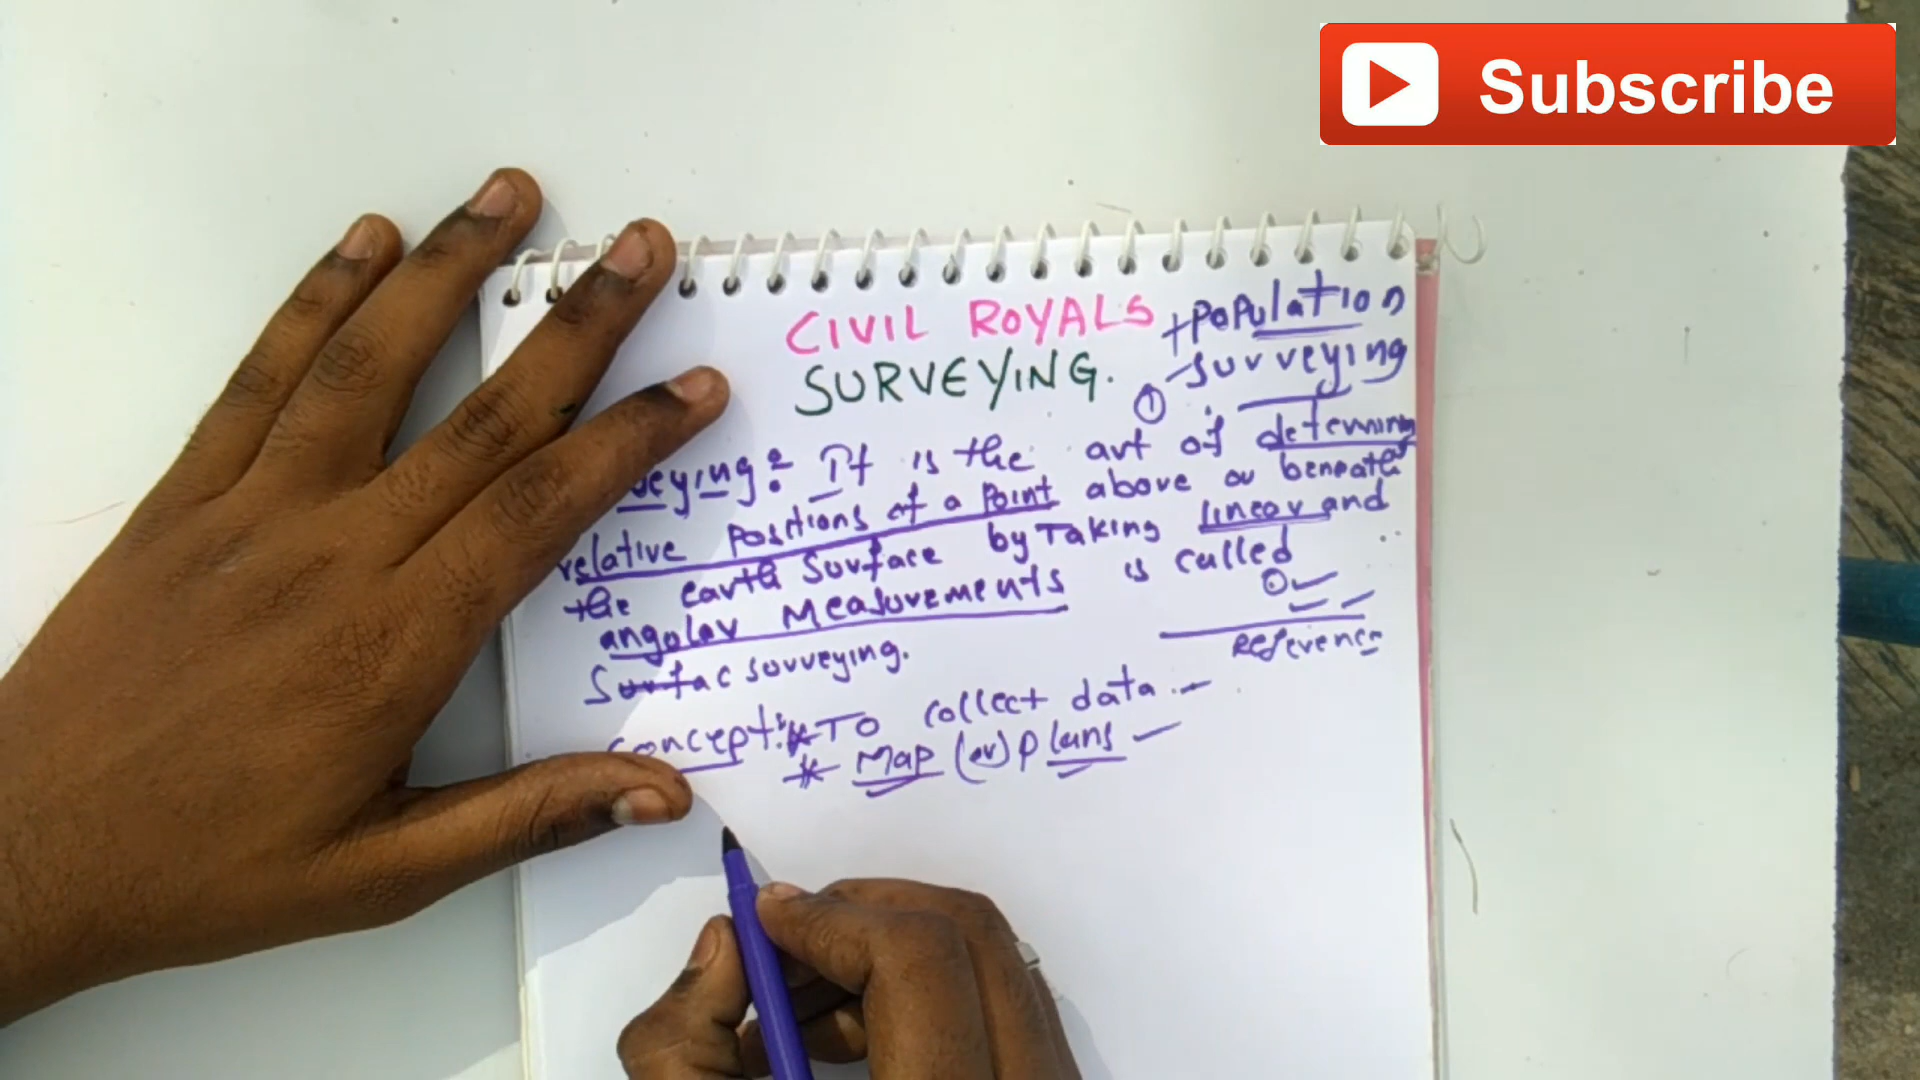 Subscribe
CIVIL ROYALS
SURVEYING.
+population
-surveying
①
veying: It is the art of determing
relative positions of a point above or beneath
the earth surface by Taking linear and
angular Measurements is called
Surfac surveying.
Reference
concept: * TO collect data.
* Map (or) plans